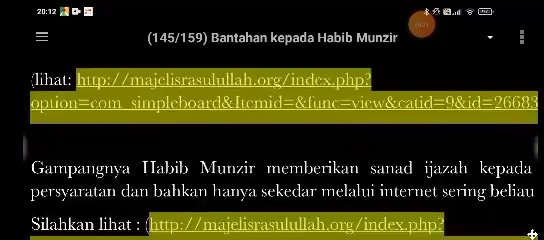 20:12
(145/159) Bantahan kepada Habib Munzir
(lihat: http://majelisrasulullah.org/index.php?
option=com_simpleboard&Itemid=&func=view&catid=9&id=26683
Gampangnya Habib Munzir memberikan sanad ijazah kepada
persyaratan dan bahkan hanya sekedar melalui internet sering beliau
Silahkan lihat : (http://majelisrasulullah.org/index.php?